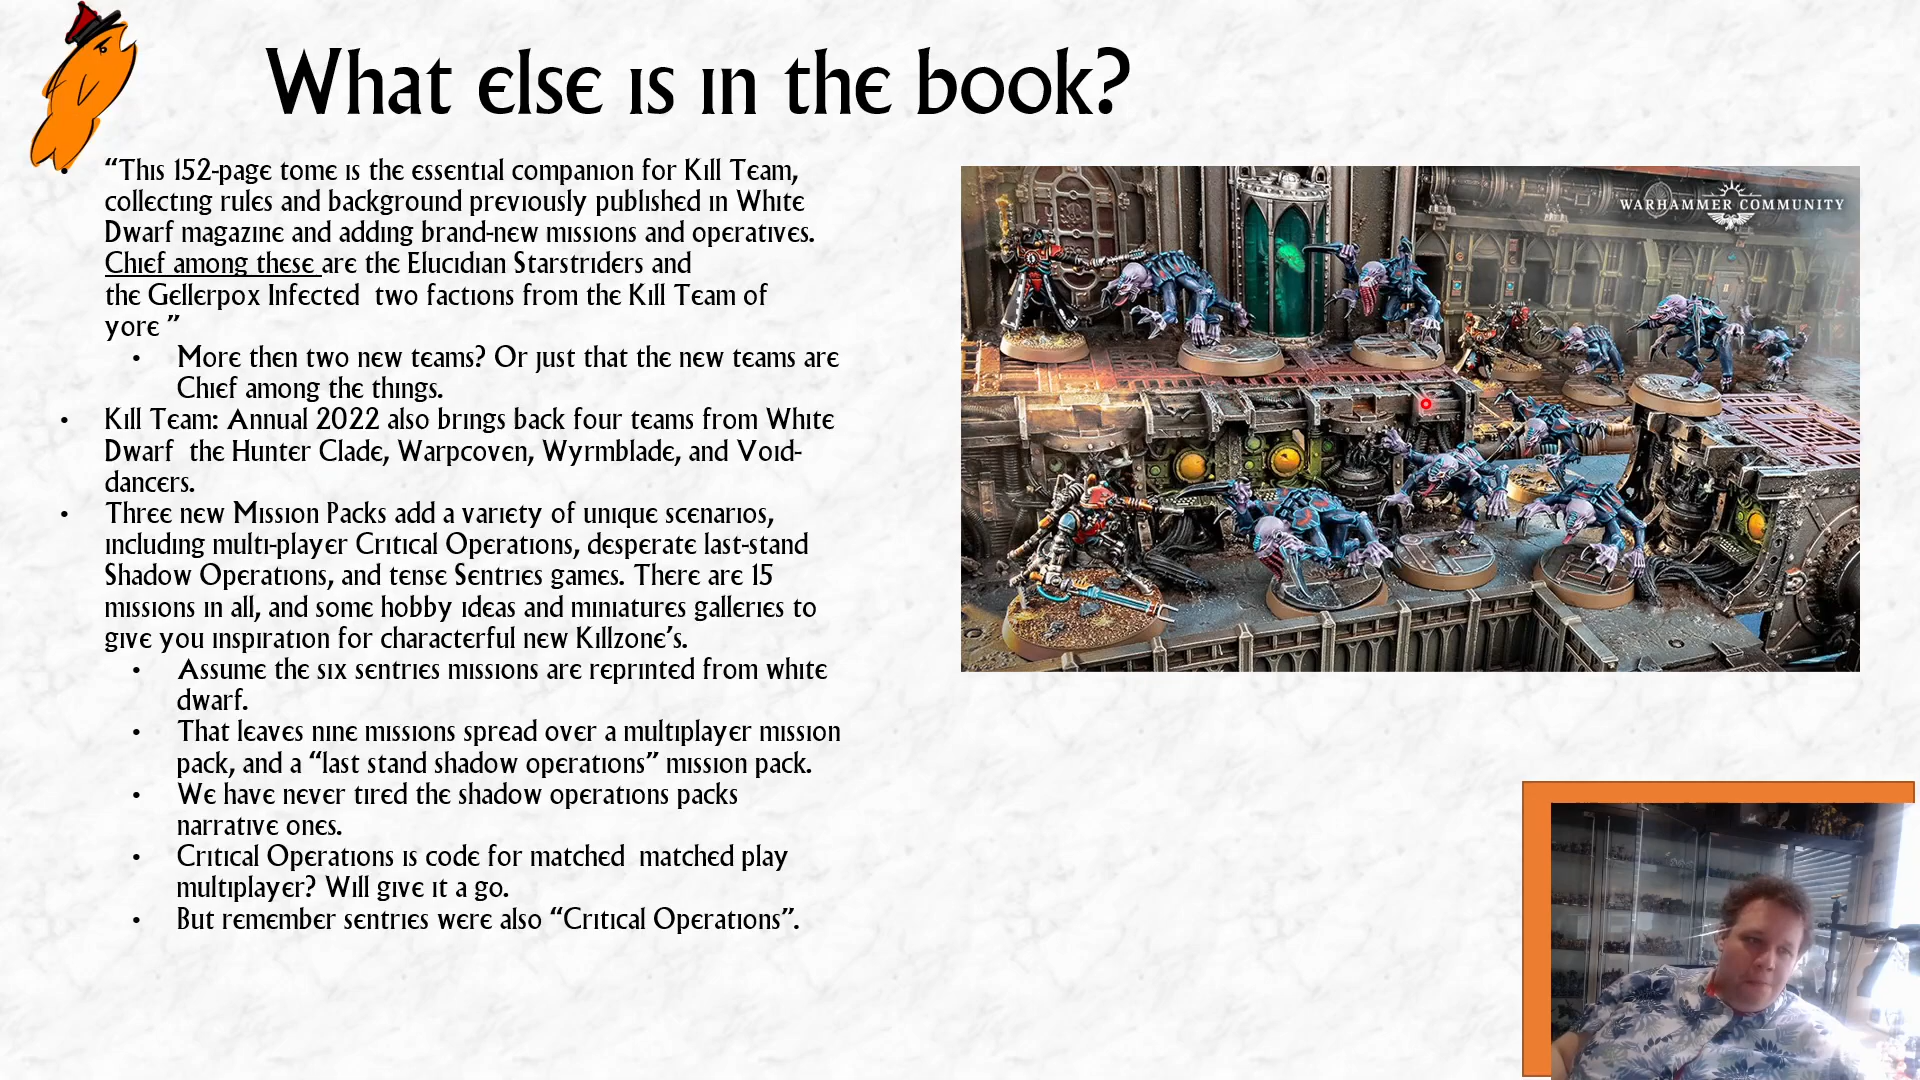 What else is in the book?
• “This 152-page tome is the essential companion for Kill Team,
collecting rules and background previously published in White
Dwarf magazine and adding brand-new missions and operatives.
Chief among these are the Elucidian Starstriders and
the Gellerpox Infected  two factions from the Kill Team of
yore ”
• More then two new teams? Or just that the new teams are
Chief among the things.
• Kill Team: Annual 2022 also brings back four teams from White
Dwarf  the Hunter Clade, Warpcoven, Wyrmblade, and Void-
dancers.
• Three new Mission Packs add a variety of unique scenarios,
including multi-player Critical Operations, desperate last-stand
Shadow Operations, and tense Sentries games. There are 15
missions in all, and some hobby ideas and miniatures galleries to
give you inspiration for characterful new Killzone’s.
• Assume the six sentries missions are reprinted from white
dwarf.
• That leaves nine missions spread over a multiplayer mission
pack, and a “last stand shadow operations” mission pack.
• We have never tired the shadow operations packs
narrative ones.
• Critical Operations is code for matched  matched play
multiplayer? Will give it a go.
• But remember sentries were also “Critical Operations”.
WARHAMMER COMMUNITY